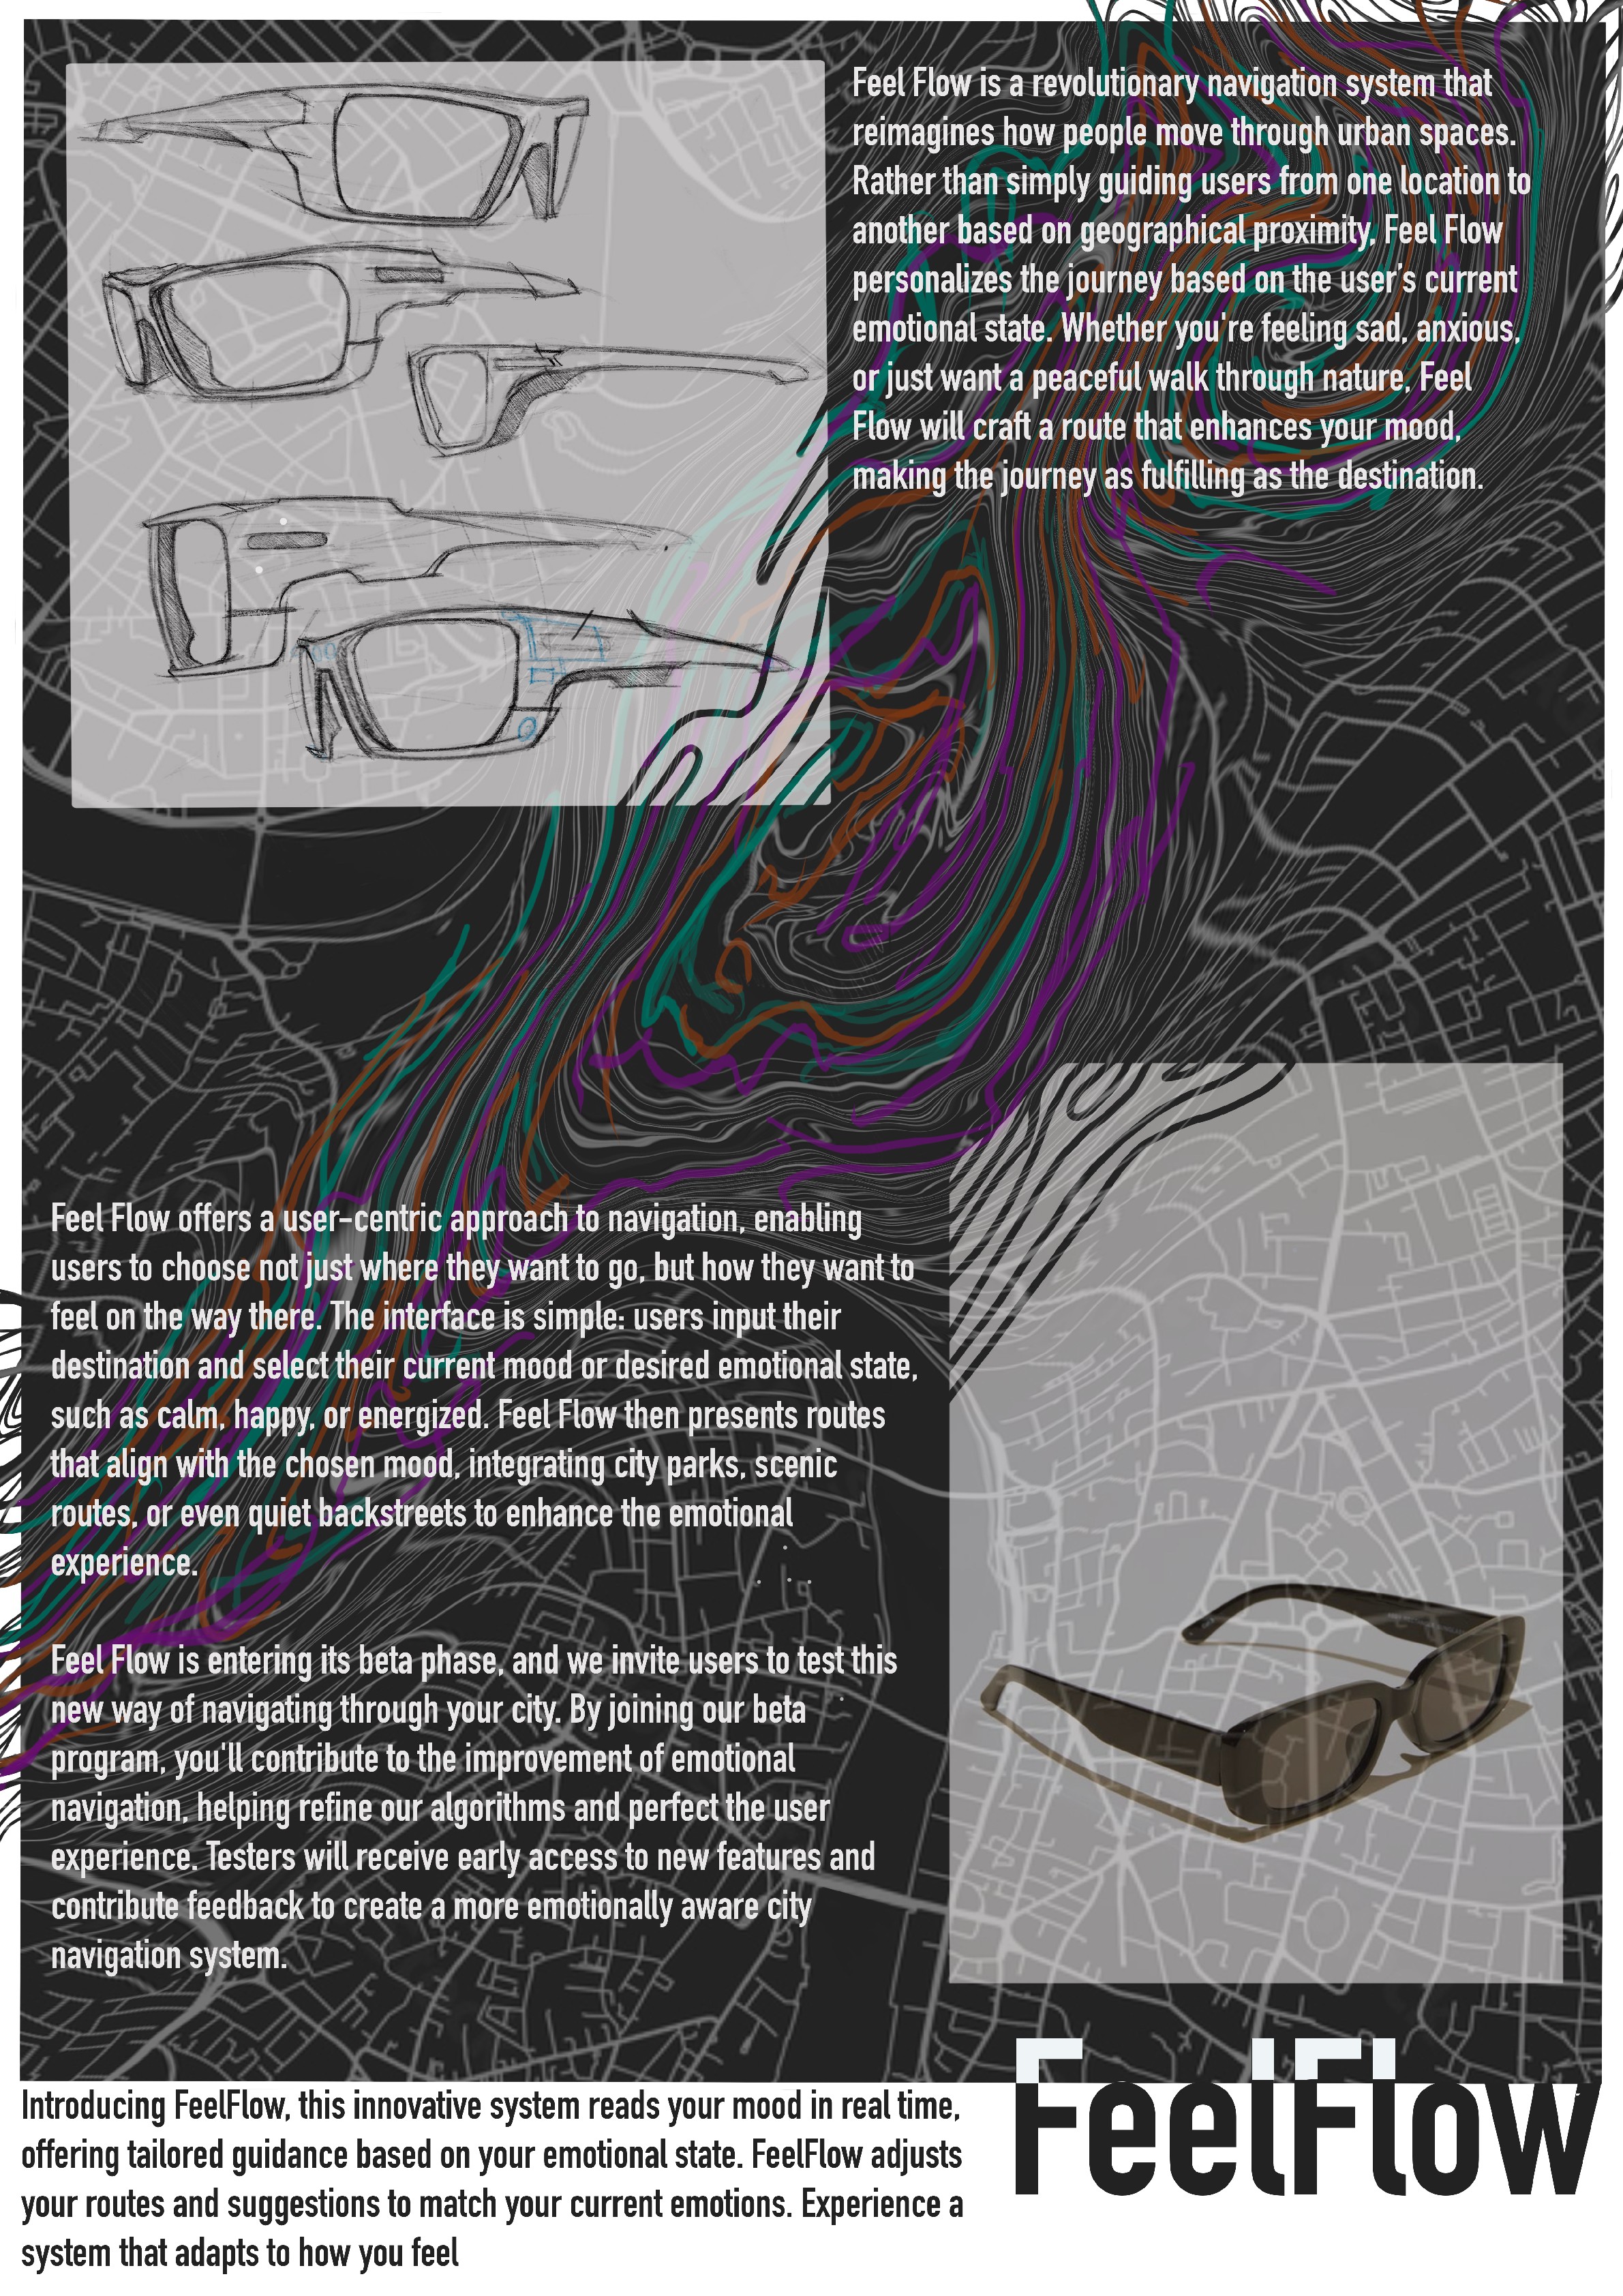 Feel Flow is a revolutionary navigation system that
reimagines how people move through urban spaces.
Rather than simply guiding users from one location to
another based on geographical proximity, Feel Flow
personalizes the journey based on the user's current
emotional state. Whether you're feeling sad, anxious,
or just want a peaceful walk through nature, Feel
Flow will craft a route that enhances your mood,
making the journey as fulfilling as the destination.
Feel Flow offers a user-centric approach to navigation, enabling
users to choose not just where they want to go, but how they want to
feel on the way there. The interface is simple: users input their
destination and select their current mood or desired emotional state,
such as calm, happy, or energized. Feel Flow then presents routes
that align with the chosen mood, integrating city parks, scenic
routes, or even quiet backstreets to enhance the emotional
experience.
Feel Flow is entering its beta phase, and we invite users to test this
new way of navigating through your city. By joining our beta
program, you'll contribute to the improvement of emotional
navigation, helping refine our algorithms and perfect the user
experience. Testers will receive early access to new features and
contribute feedback to create a more emotionally aware city
navigation system.
FeelFlow
Introducing FeelFlow, this innovative system reads your mood in real time,
offering tailored guidance based on your emotional state. FeelFlow adjusts
your routes and suggestions to match your current emotions. Experience a
system that adapts to how you feel